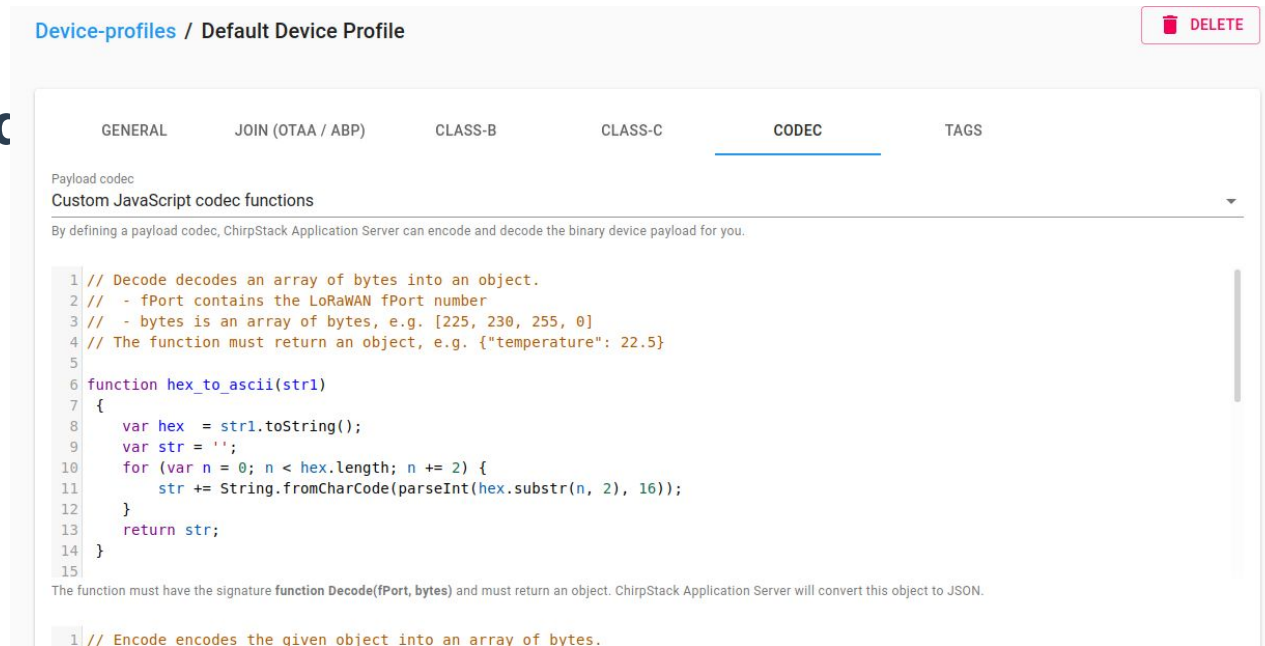 Device-profiles / Default Device Profile
DELETE
GENERAL JOIN (OTAA / ABP) CLASS-B CLASS-C CODEC TAGS
Payload codec
Custom JavaScript codec functions
By defining a payload codec, ChirpStack Application Server can encode and decode the binary device payload for you.
1 // Decode decodes an array of bytes into an object.
2 //  - fPort contains the LoRaWAN fPort number
3 //  - bytes is an array of bytes, e.g. [225, 230, 255, 0]
4 // The function must return an object, e.g. {"temperature": 22.5}
5
6 function hex_to_ascii(str1)
7  {
8     var hex  = str1.toString();
9     var str = '';
10     for (var n = 0; n < hex.length; n += 2) {
11         str += String.fromCharCode(parseInt(hex.substr(n, 2), 16));
12     }
13     return str;
14  }
15
The function must have the signature function Decode(fPort, bytes) and must return an object. ChirpStack Application Server will convert this object to JSON.
1 // Encode encodes the given object into an array of bytes.